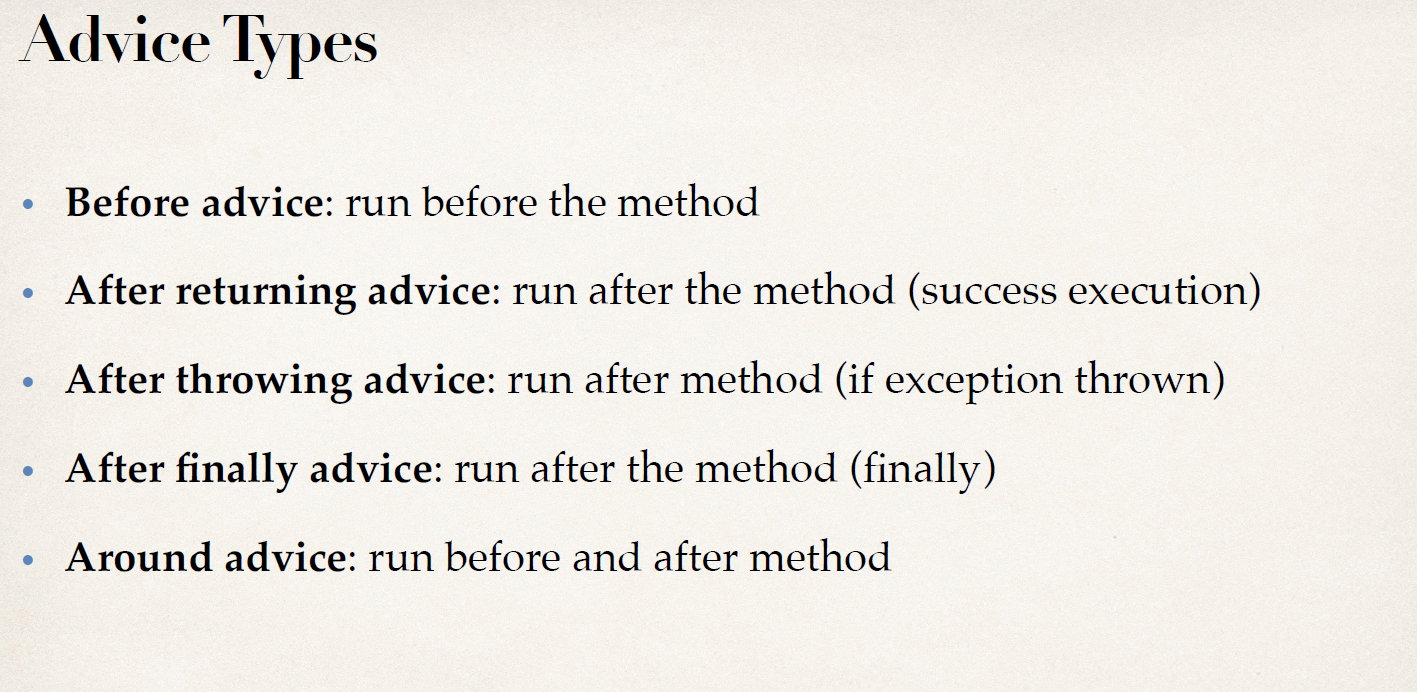 Advice Types
• Before advice: run before the method
• After returning advice: run after the method (success execution)
• After throwing advice: run after method (if exception thrown)
• After finally advice: run after the method (finally)
• Around advice: run before and after method